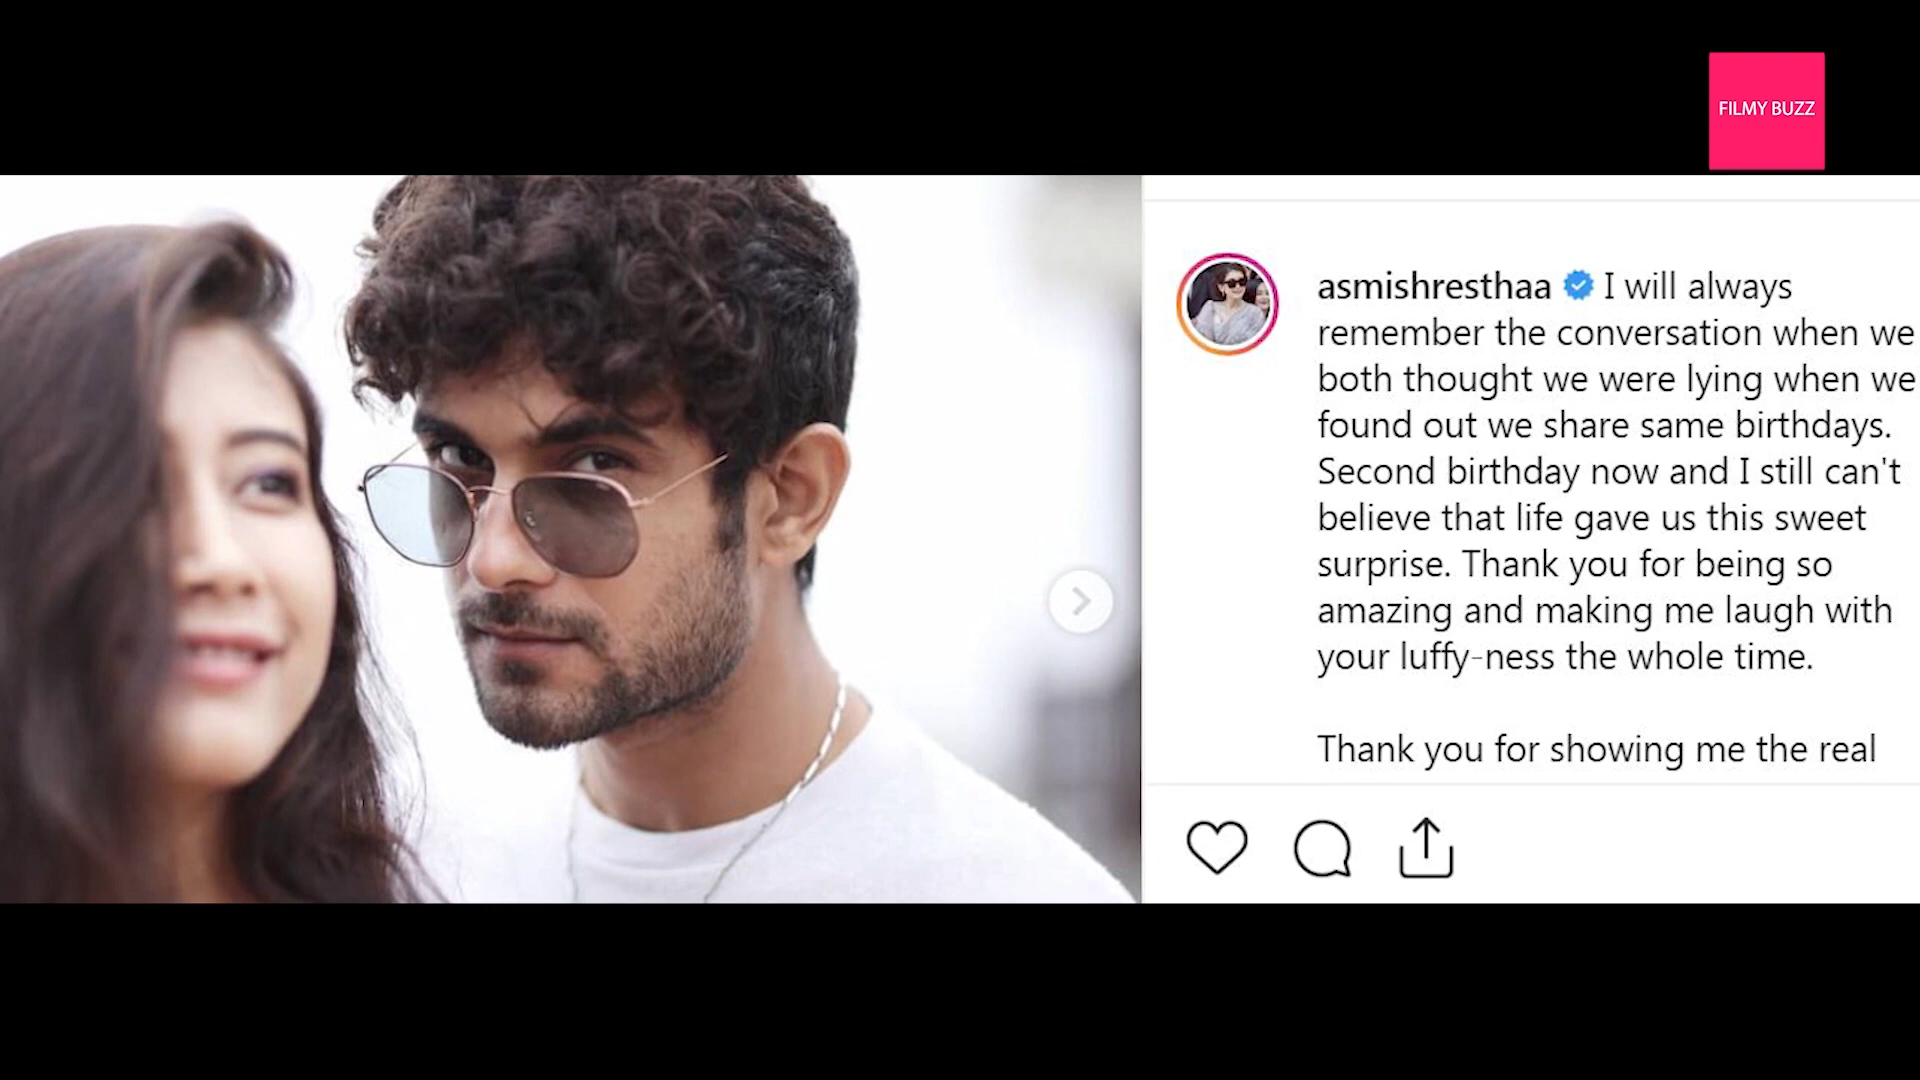 FILMY BUZZ
asmishresthaa I will always
remember the conversation when we
both thought we were lying when we
found out we share same birthdays.
Second birthday now and I still can't
believe that life gave us this sweet
surprise. Thank you for being so
amazing and making me laugh with
your luffy-ness the whole time.
Thank you for showing me the real